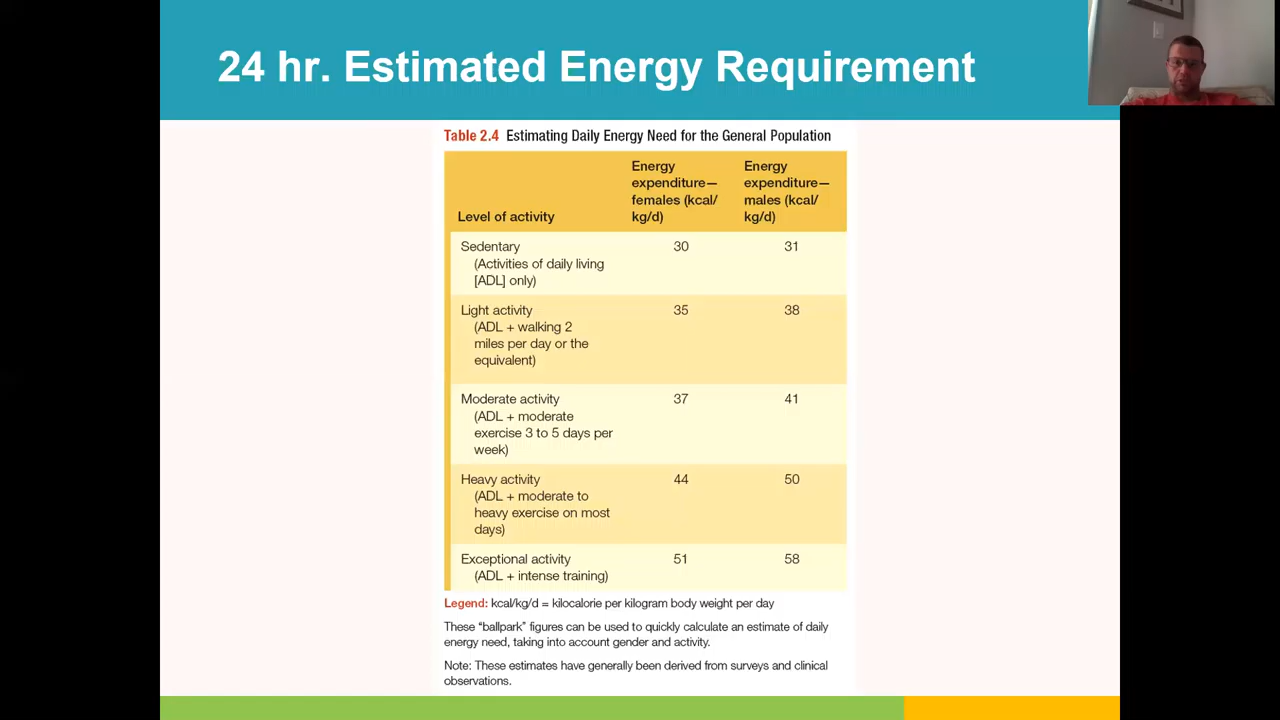 24 hr. Estimated Energy Requirement
Table 2.4 Estimating Daily Energy Need for the General Population
Level of activity
Energy
expenditure—
females (kcal/
kg/d)
Energy
expenditure—
males (kcal/
kg/d)
Sedentary 30 31
(Activities of daily living
[ADL] only)
Light activity 35 38
(ADL + walking 2
miles per day or the
equivalent)
Moderate activity 37 41
(ADL + moderate
exercise 3 to 5 days per
week)
Heavy activity 44 50
(ADL + moderate to
heavy exercise on most
days)
Exceptional activity 51 58
(ADL + intense training)
Legend: kcal/kg/d = kilocalorie per kilogram body weight per day
These “ballpark” figures can be used to quickly calculate an estimate of daily
energy need, taking into account gender and activity.
Note: These estimates have generally been derived from surveys and clinical
observations.